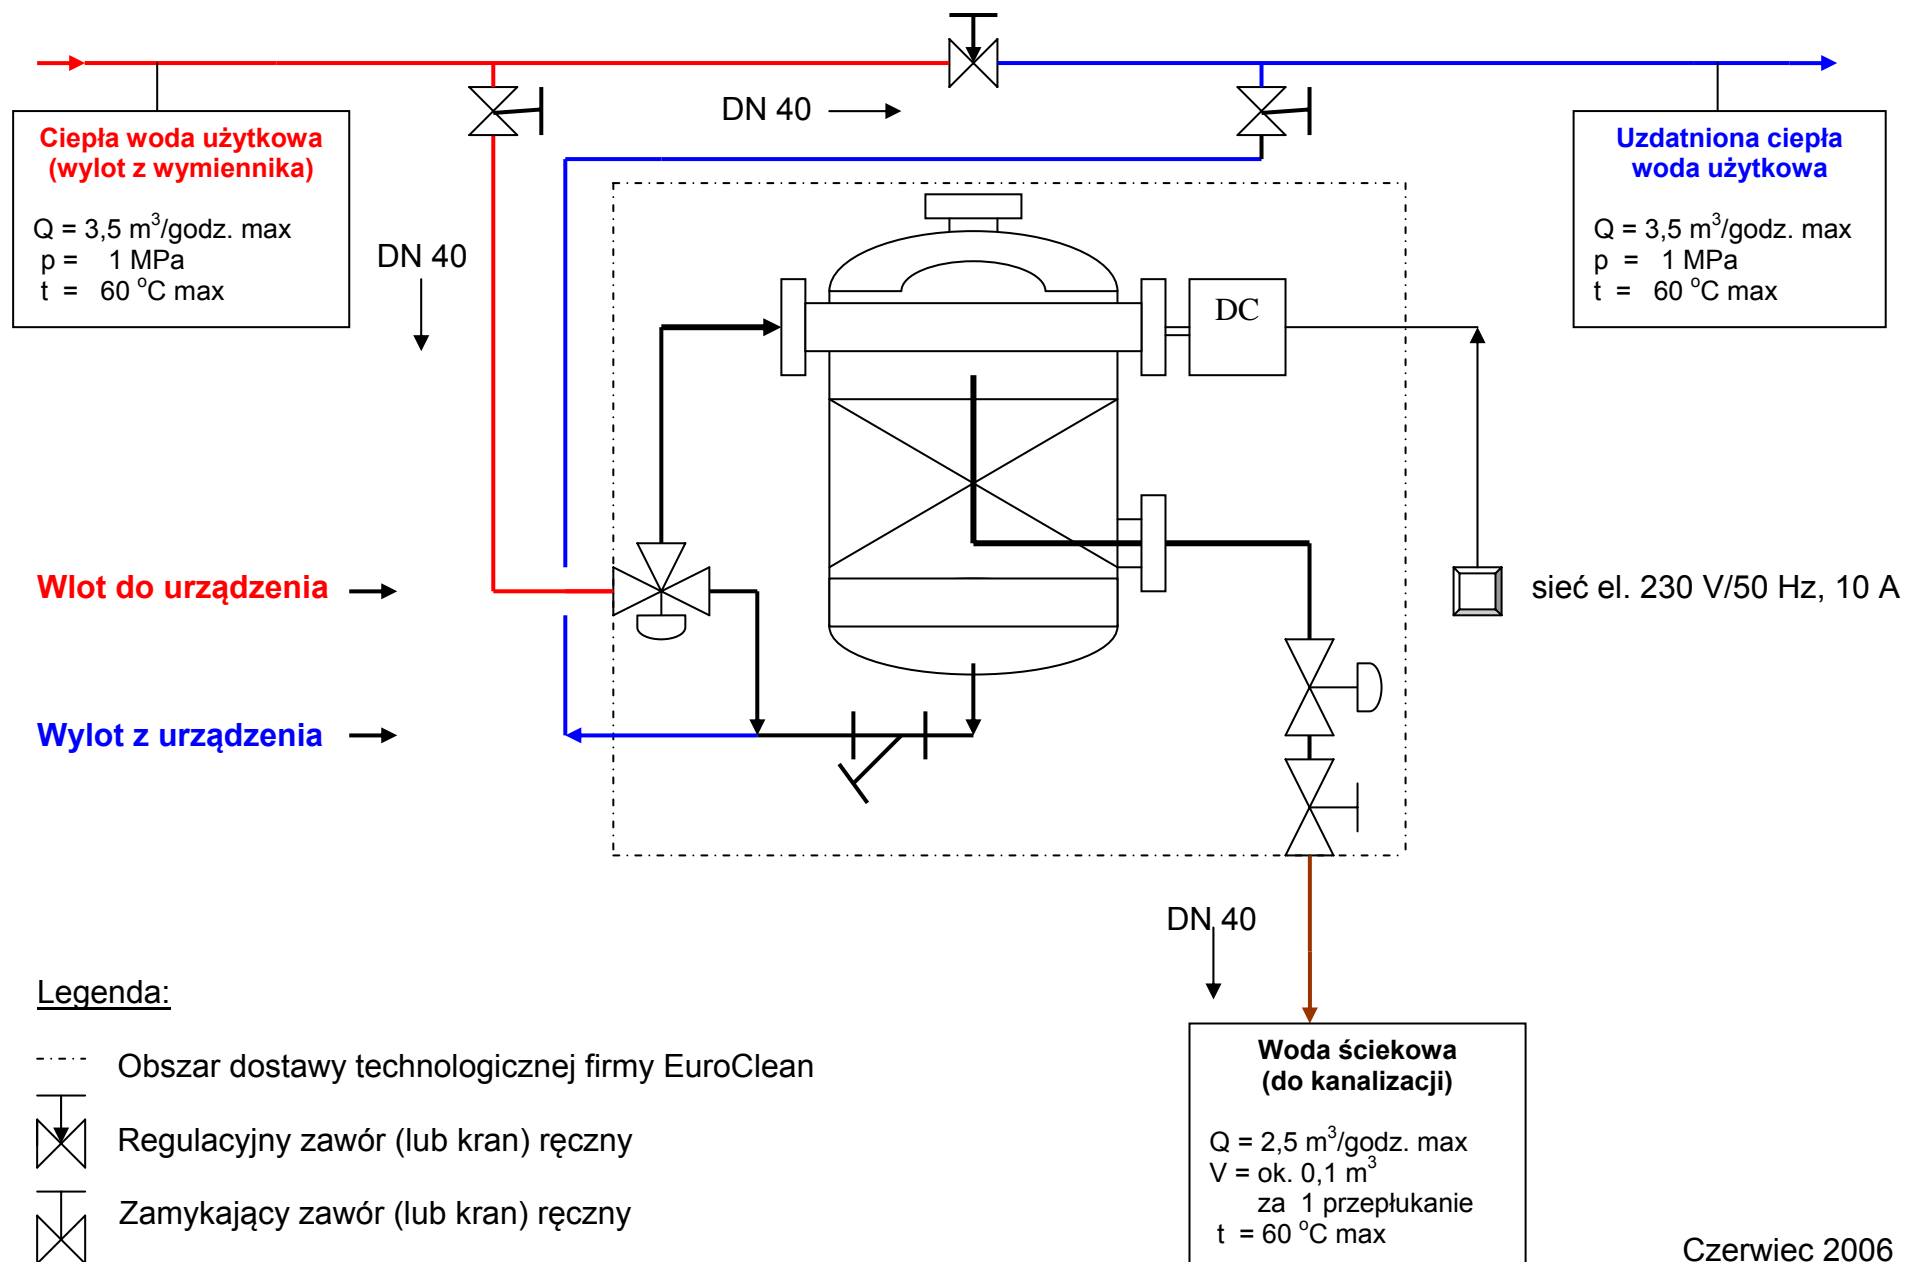 DN 40
Ciepła woda użytkowa
(wylot z wymiennika)
Q = 3,5 m³/godz. max
p = 1 MPa
t = 60 °C max
DN 40
Uzdatniona ciepła
woda użytkowa
Q = 3,5 m³/godz. max
p = 1 MPa
t = 60 °C max
DC
Wlot do urządzenia
sieć el. 230 V/50 Hz, 10 A
Wylot z urządzenia
DN 40
Legenda:
Obszar dostawy technologicznej firmy EuroClean
Regulacyjny zawór (lub kran) ręczny
Zamykający zawór (lub kran) ręczny
Woda ściekowa
(do kanalizacji)
Q = 2,5 m³/godz. max
V = ok. 0,1 m³
za 1 przepłukanie
t = 60 °C max
Czerwiec 2006